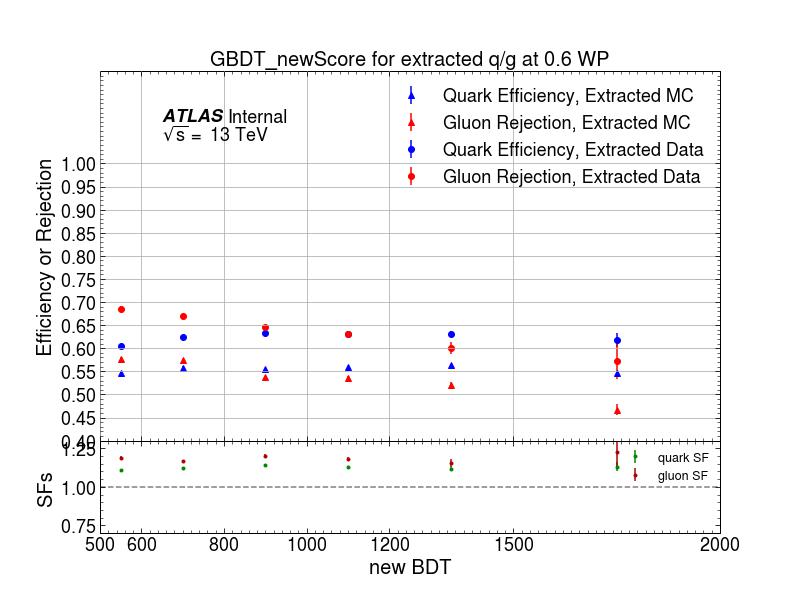 GBDT_newScore for extracted q/g at 0.6 WP
ATLAS Internal
√s = 13 TeV
Quark Efficiency, Extracted MC
Gluon Rejection, Extracted MC
Quark Efficiency, Extracted Data
Gluon Rejection, Extracted Data
Efficiency or Rejection
1.00
0.95
0.90
0.85
0.80
0.75
0.70
0.65
0.60
0.55
0.50
0.45
0.40
1.25
1.00
0.75
SFs
quark SF
gluon SF
500 600 800 1000 1200 1500 2000
new BDT